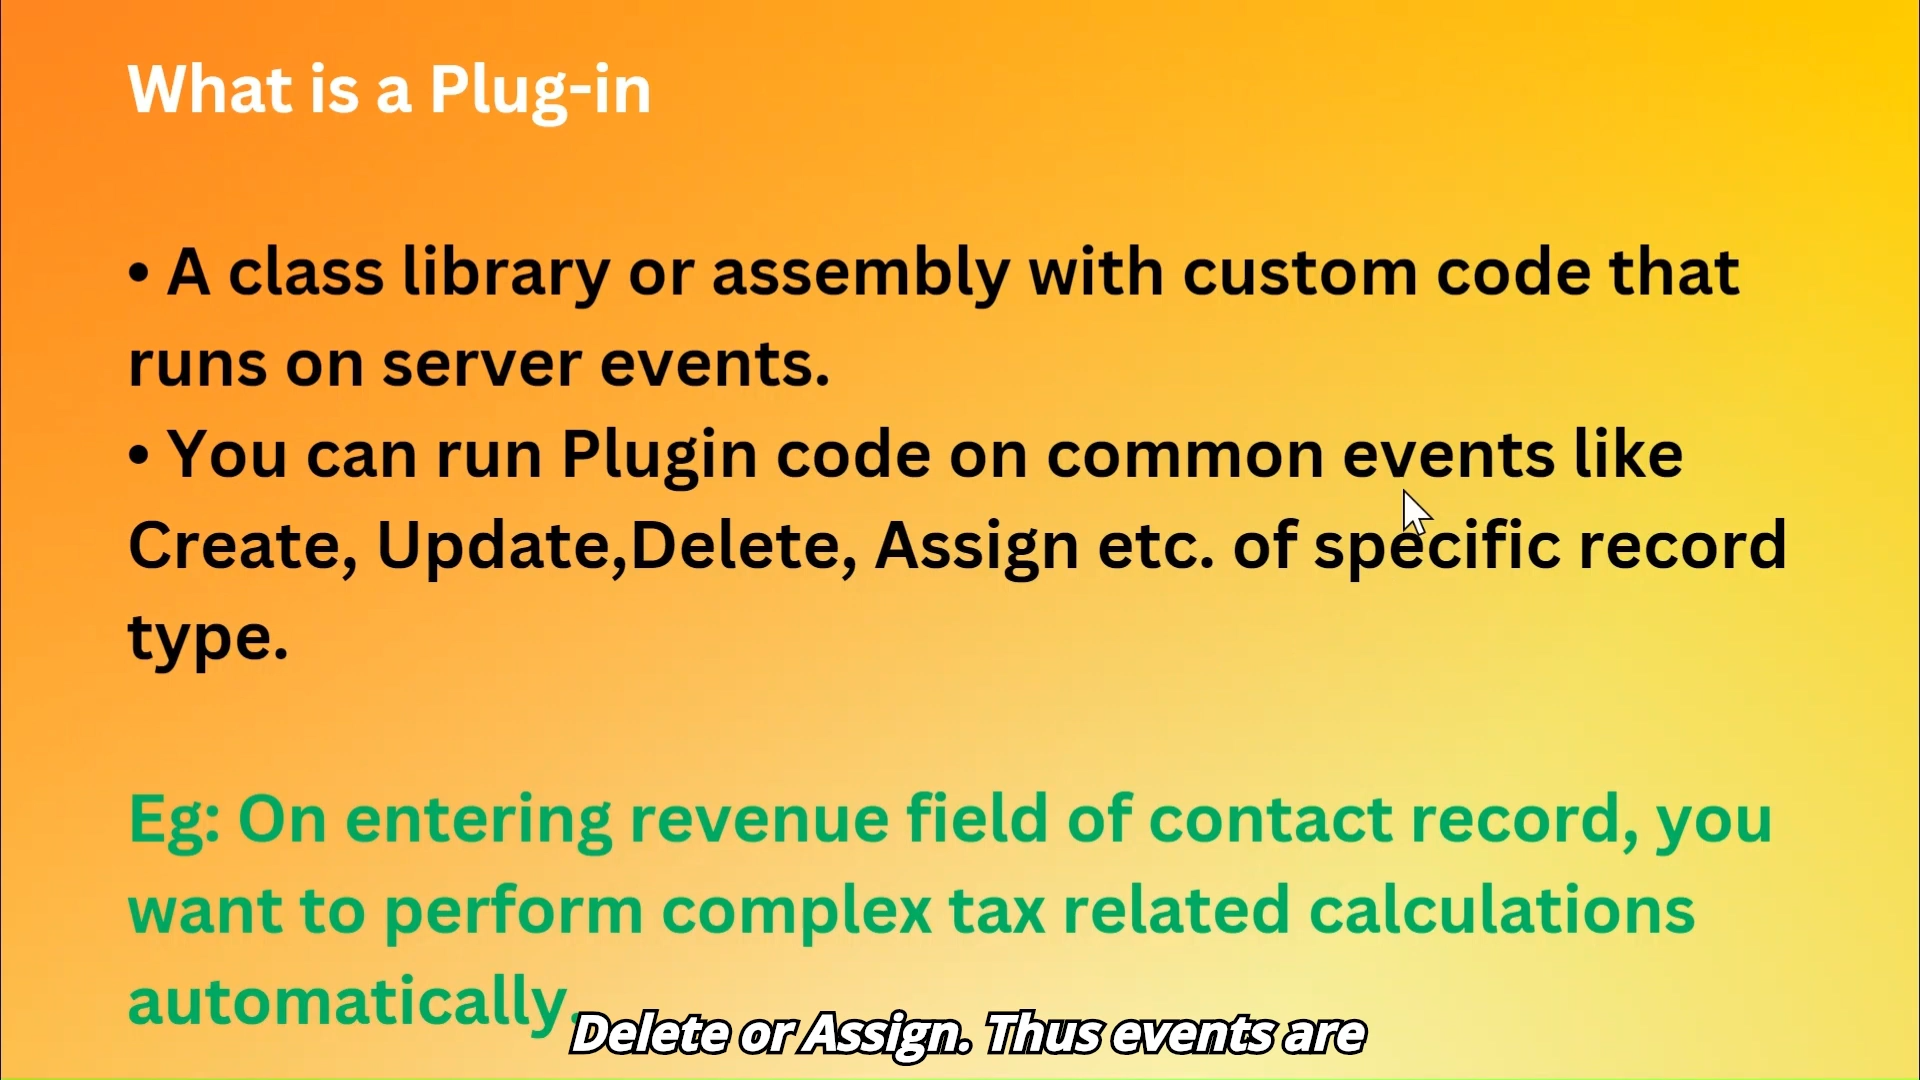 What is a Plug-in
• A class library or assembly with custom code that
runs on server events.
• You can run Plugin code on common events like
Create, Update,Delete, Assign etc. of specific record
type.
Eg: On entering revenue field of contact record, you
want to perform complex tax related calculations
automatically.
Delete or Assign. Thus events are